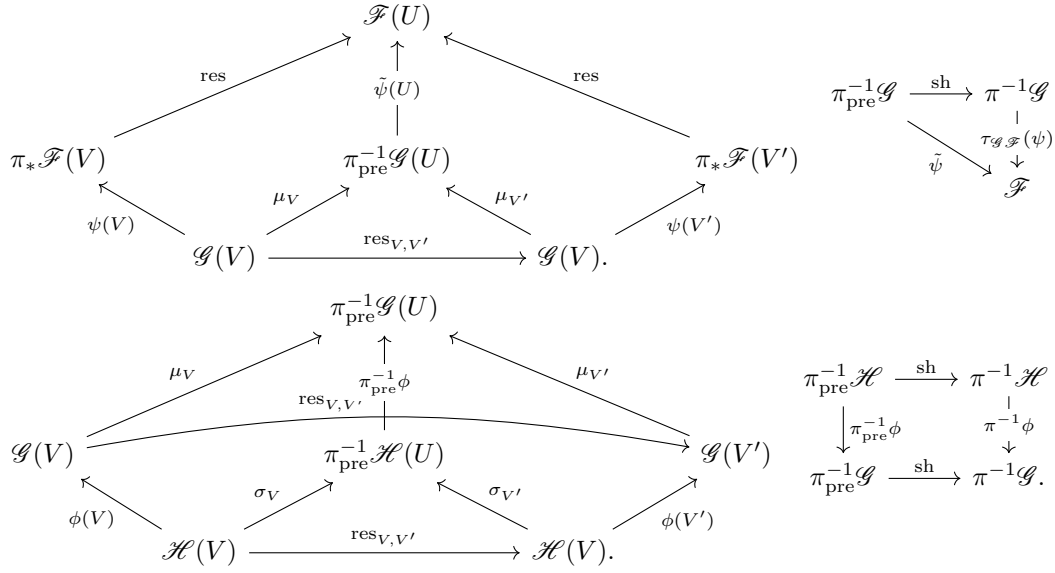 ℱ(U)
res ψ̃(U) res
π_pre^{-1}𝒢 sh π^{-1}𝒢
π_*ℱ(V) π_pre^{-1}𝒢(U) π_*ℱ(V′)
τ_{𝒢ℱ}(ψ)
ψ̃ ℱ
ψ(V) μ_V μ_{V′} ψ(V′)
𝒢(V) res_{V,V′} 𝒢(V).
π_pre^{-1}𝒢(U)
μ_V π_pre^{-1}ϕ μ_{V′}
res_{V,V′}
π_pre^{-1}ℋ sh π^{-1}ℋ
π_pre^{-1}ϕ π^{-1}ϕ
𝒢(V) π_pre^{-1}ℋ(U) 𝒢(V′)
π_pre^{-1}𝒢 sh π^{-1}𝒢.
ϕ(V) σ_V σ_{V′} ϕ(V′)
ℋ(V) res_{V,V′} ℋ(V).